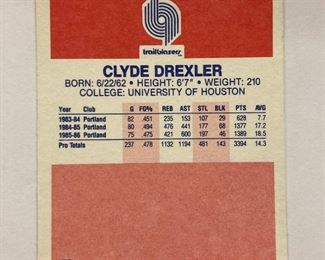 trailblazers
CLYDE DREXLER
BORN: 6/22/62 • HEIGHT: 6'7" • WEIGHT: 210
COLLEGE: UNIVERSITY OF HOUSTON
Year Club G FG% REB AST STL BLK PTS AVG
1983-84 Portland 82 .451 235 153 107 29 628 7.7
1984-85 Portland 80 .494 476 441 177 68 1377 17.2
1985-86 Portland 75 .475 421 600 197 46 1389 18.5
Pro Totals 237 .478 1132 1194 481 143 3394 14.3